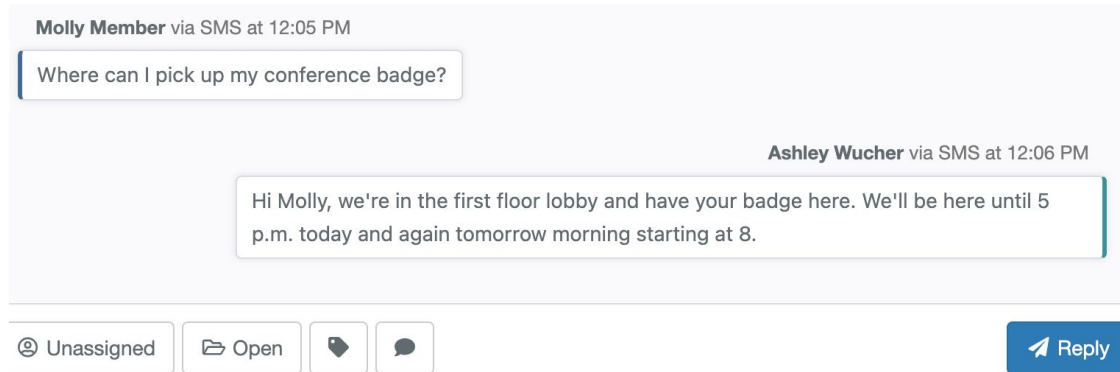 Molly Member via SMS at 12:05 PM
Where can I pick up my conference badge?
Ashley Wucher via SMS at 12:06 PM
Hi Molly, we're in the first floor lobby and have your badge here. We'll be here until 5
p.m. today and again tomorrow morning starting at 8.
Unassigned Open Reply